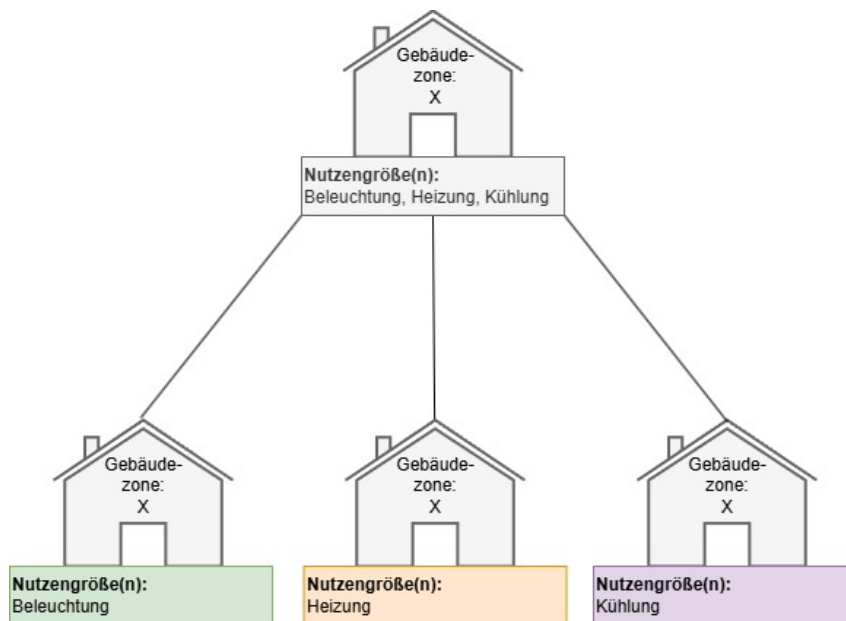 Gebäude-
zone:
X
Nutzengröße(n):
Beleuchtung, Heizung, Kühlung
Gebäude-
zone:
X
Nutzengröße(n):
Beleuchtung
Gebäude-
zone:
X
Nutzengröße(n):
Heizung
Gebäude-
zone:
X
Nutzengröße(n):
Kühlung